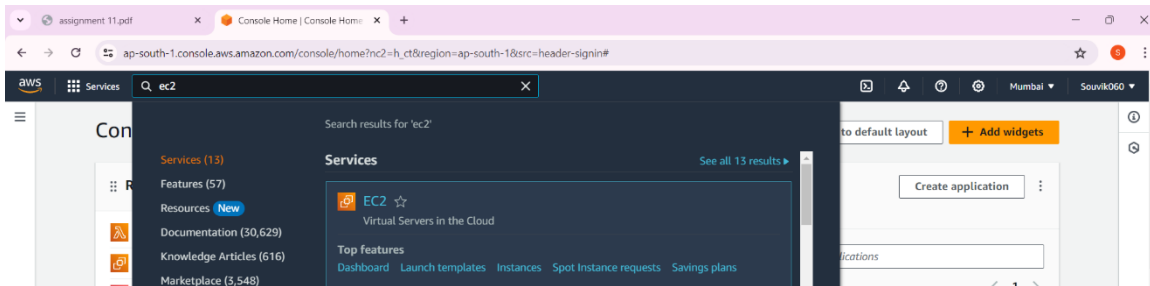 assignment 11.pdf
Console Home | Console Home
ap-south-1.console.aws.amazon.com/console/home?nc2=h_ct&region=ap-south-1&src=header-signin#
S
aws Services ec2 Mumbai Souvik060
Search results for 'ec2'
Con to default layout + Add widgets
Services (13) Services See all 13 results
R Features (57) Create application
EC2
Resources New
Virtual Servers in the Cloud
Documentation (30,629)
Top features
Knowledge Articles (616) lications
Dashboard Launch templates Instances Spot Instance requests Savings plans
Marketplace (3,548) 1